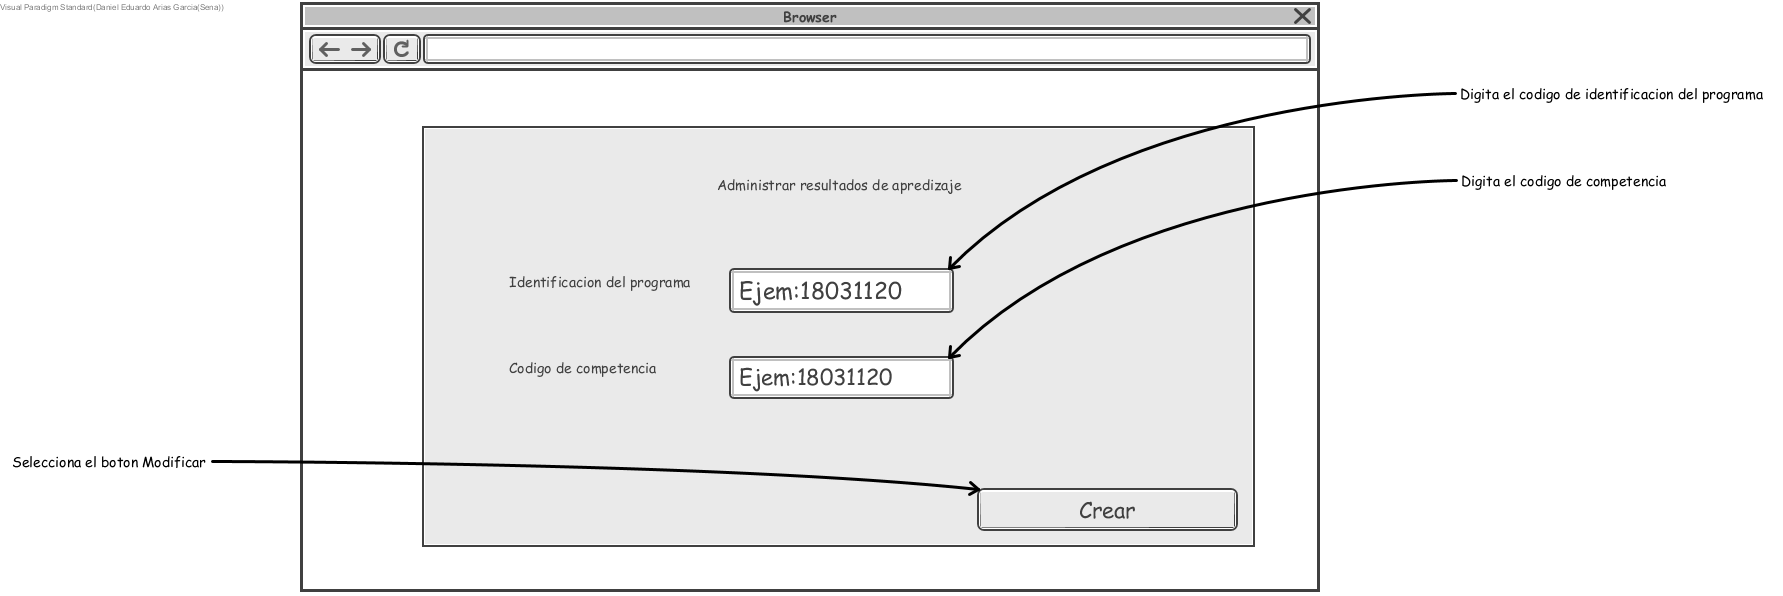 Visual Paradigm Standard(Daniel Eduardo Arias Garcia(Sena))
Browser
Digita el codigo de identificacion del programa
Administrar resultados de apredizaje
Digita el codigo de competencia
Identificacion del programa
Ejem:18031120
Codigo de competencia
Ejem:18031120
Selecciona el boton Modificar
Crear